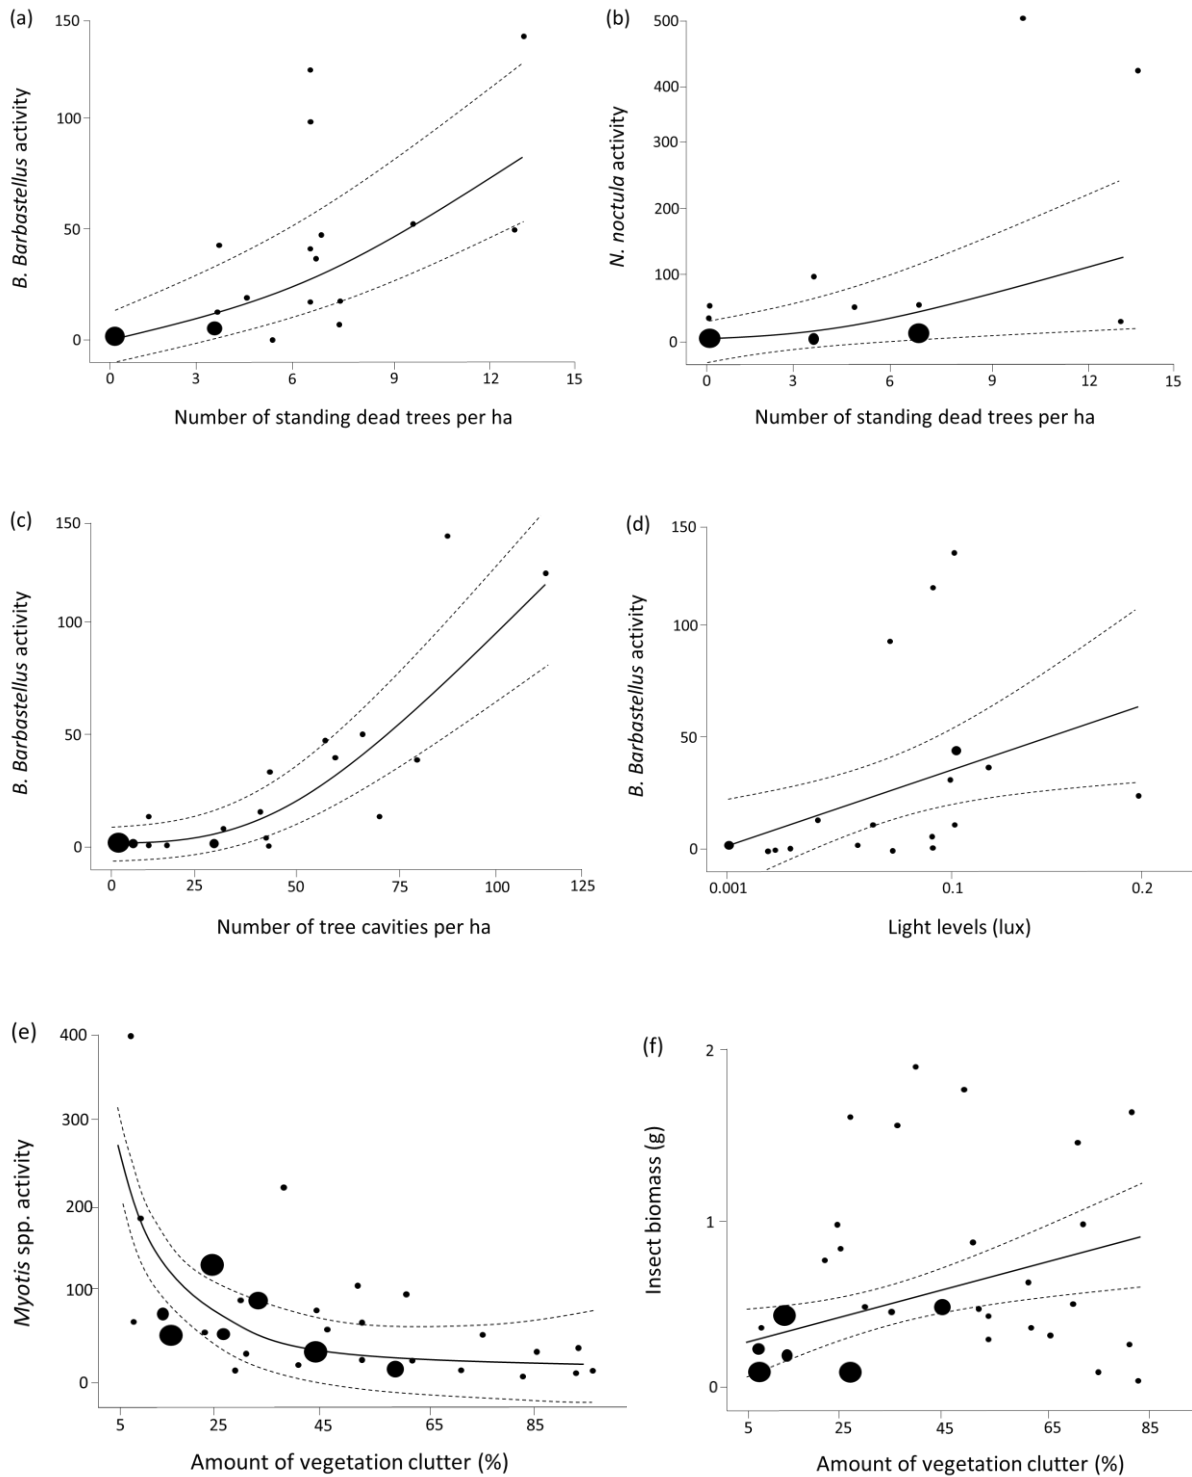 (a)
150
100
50
0
B. Barbastellus activity
0 3 6 9 12 15
Number of standing dead trees per ha
(b)
500
400
300
200
100
0
N. noctula activity
0 3 6 9 12 15
Number of standing dead trees per ha
(c)
150
100
50
0
B. Barbastellus activity
0 25 50 75 100 125
Number of tree cavities per ha
(d)
150
100
50
0
B. Barbastellus activity
0.001 0.1 0.2
Light levels (lux)
(e)
400
300
200
100
0
Myotis spp. activity
5 25 45 65 85
Amount of vegetation clutter (%)
(f)
2
1
0
Insect biomass (g)
5 25 45 65 85
Amount of vegetation clutter (%)